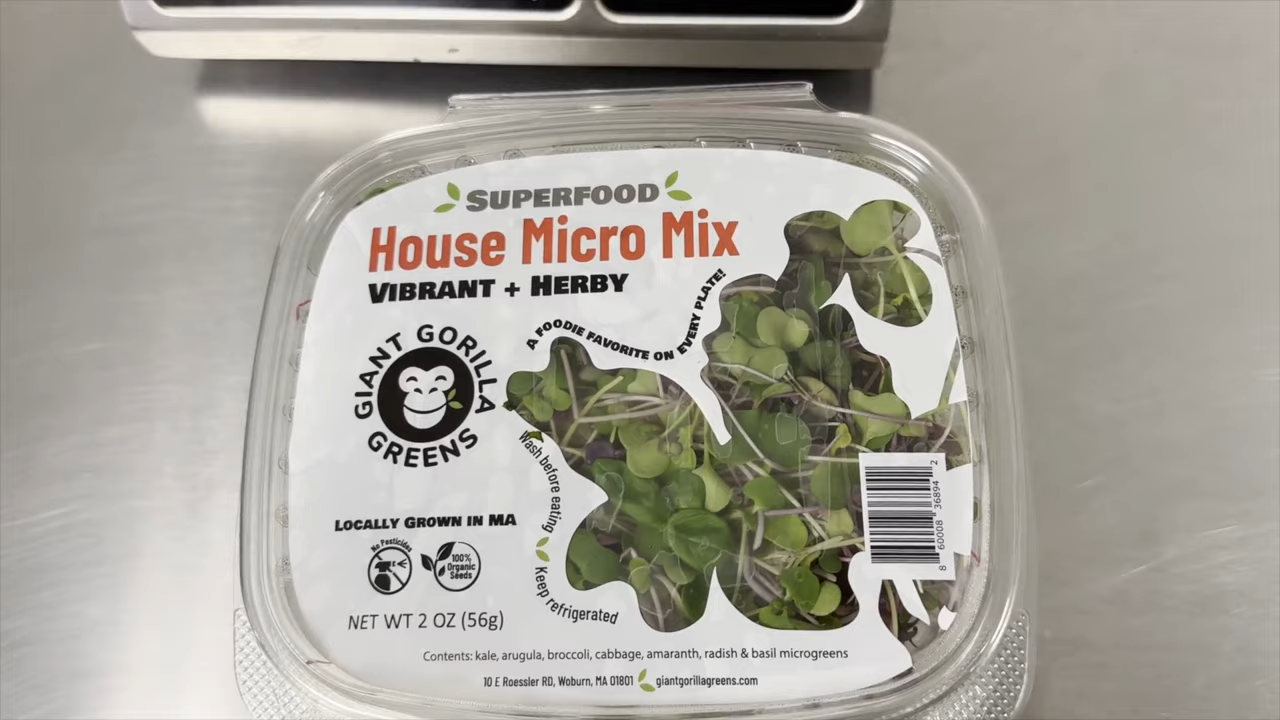 SUPERFOOD
House Micro Mix
VIBRANT + HERBY
A FOODIE FAVORITE ON EVERY PLATE!
GIANT GORILLA
GREENS
Wash before eating
Keep refrigerated
LOCALLY GROWN IN MA
No Pesticides
100%
Organic
Seeds
NET WT 2 OZ (56g)
8 60008 36894 2
Contents: kale, arugula, broccoli, cabbage, amaranth, radish & basil microgreens
10 E Roessler RD, Woburn, MA 01801 giantgorillagreens.com